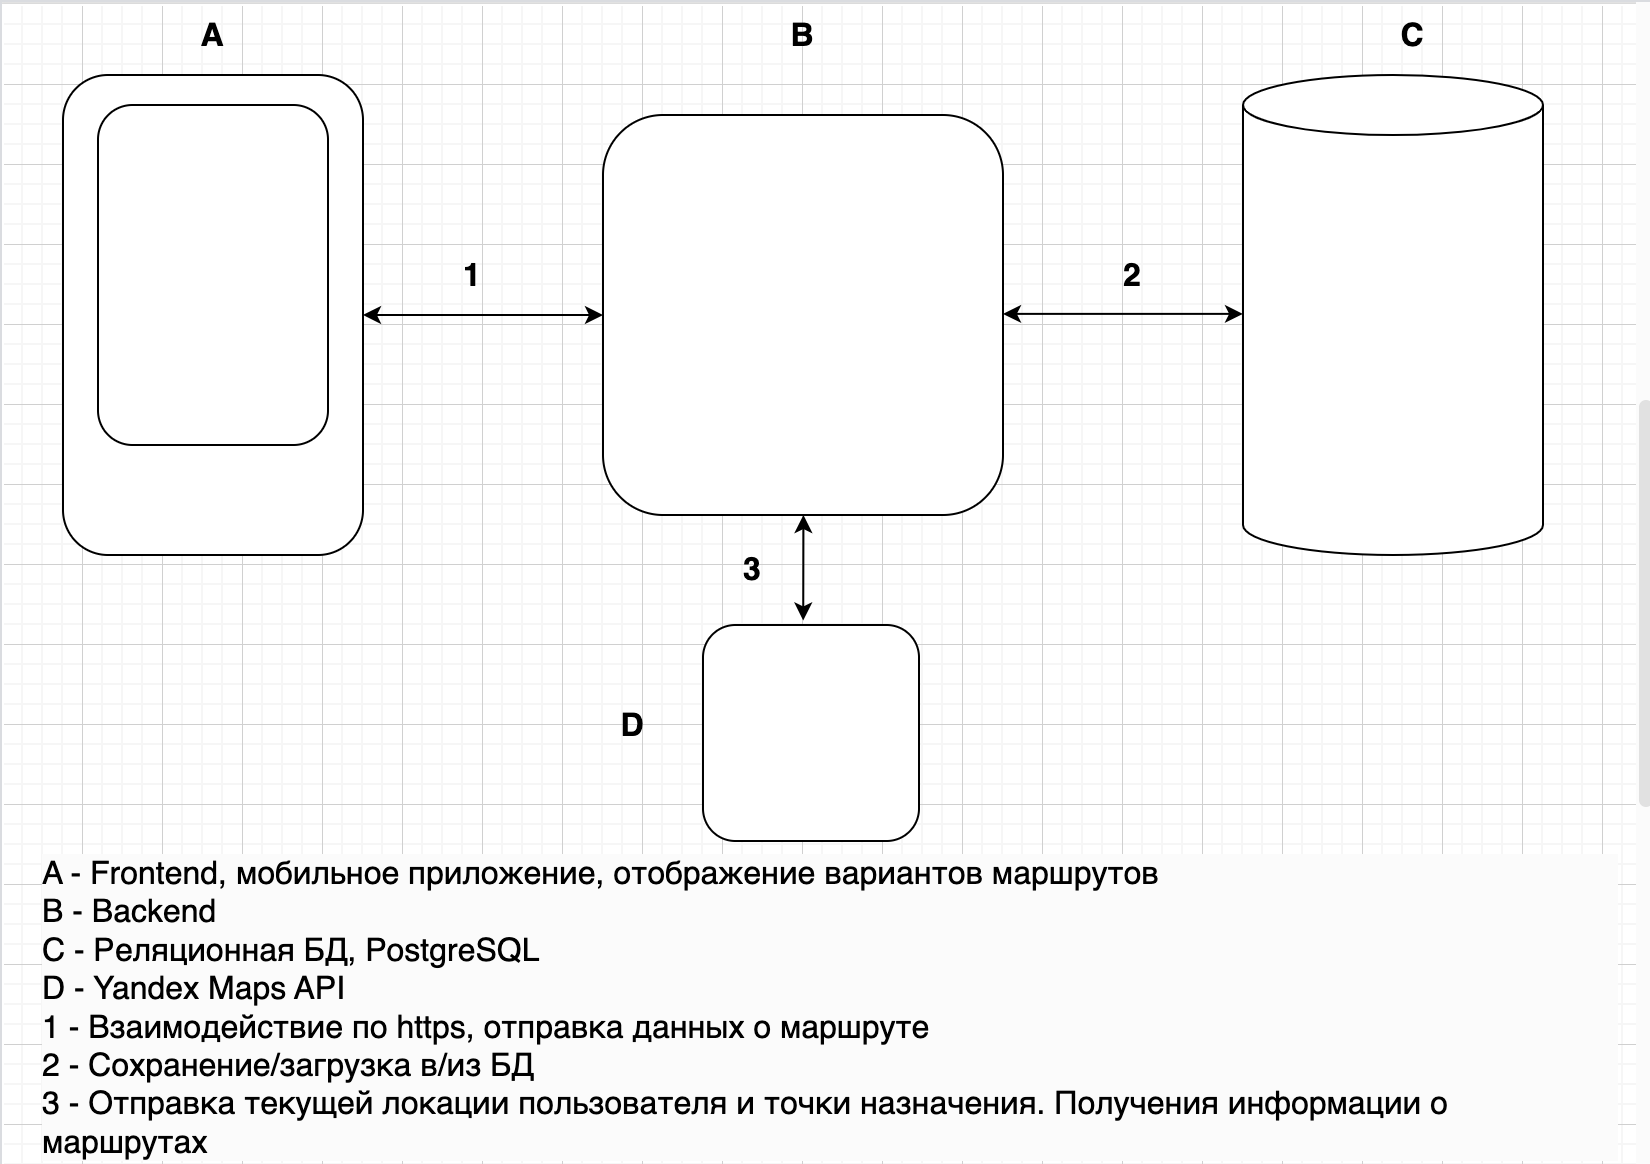 A
B
C
1
2
3
D
A - Frontend, мобильное приложение, отображение вариантов маршрутов
B - Backend
C - Реляционная БД, PostgreSQL
D - Yandex Maps API
1 - Взаимодействие по https, отправка данных о маршруте
2 - Сохранение/загрузка в/из БД
3 - Отправка текущей локации пользователя и точки назначения. Получения информации о
маршрутах